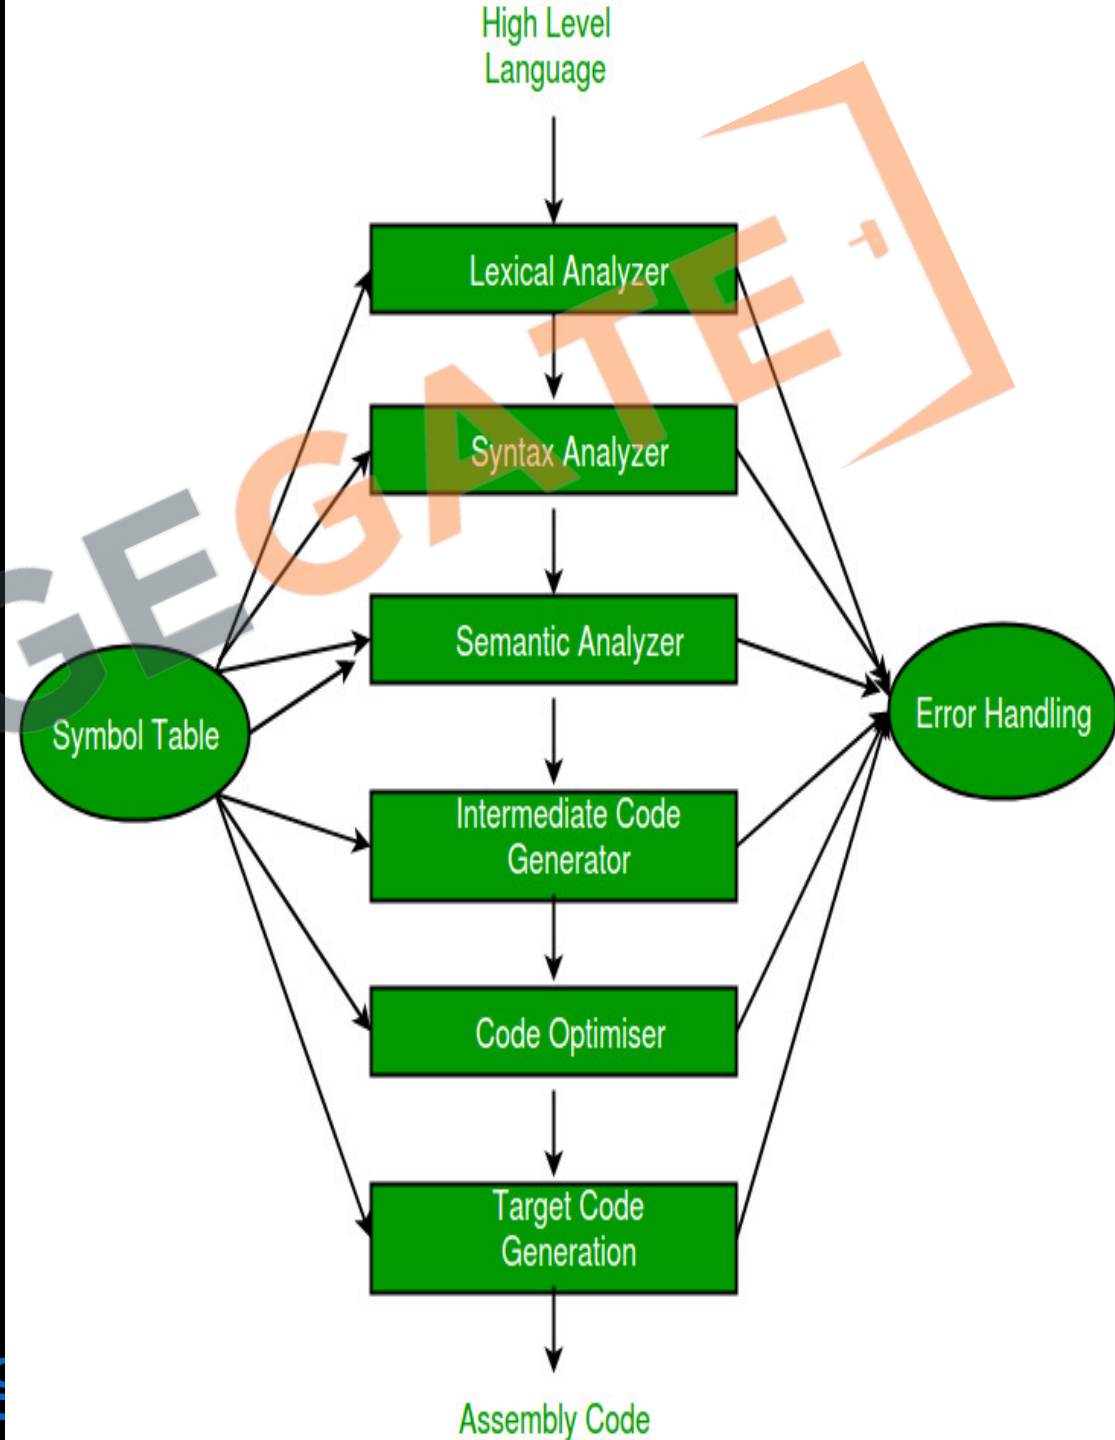 High Level
Language
Lexical Analyzer
Syntax Analyzer
Semantic Analyzer
Symbol Table
Error Handling
Intermediate Code
Generator
Code Optimiser
Target Code
Generation
Assembly Code
GEGATE